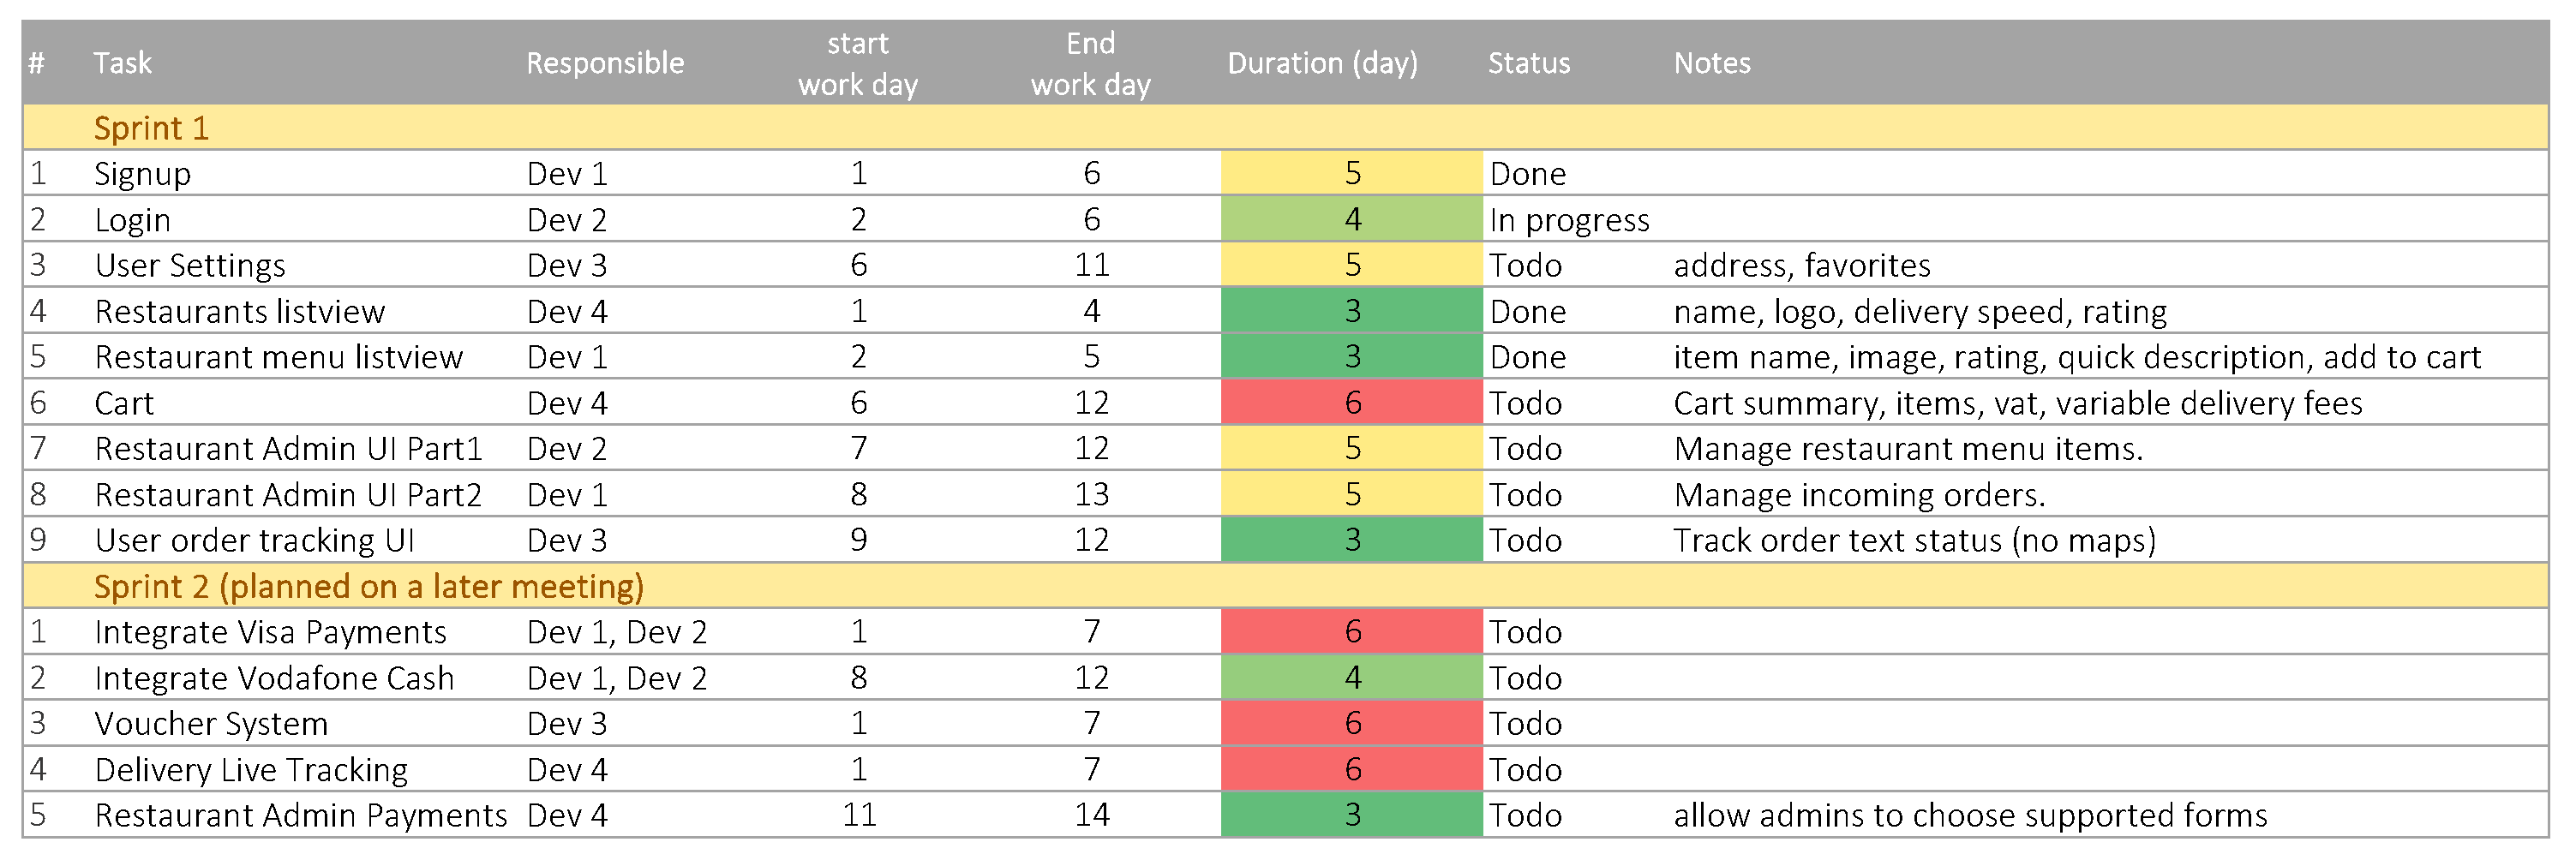 # Task Responsible start work day End work day Duration (day) Status Notes
Sprint 1
1 Signup Dev 1 1 6 5 Done
2 Login Dev 2 2 6 4 In progress
3 User Settings Dev 3 6 11 5 Todo address, favorites
4 Restaurants listview Dev 4 1 4 3 Done name, logo, delivery speed, rating
5 Restaurant menu listview Dev 1 2 5 3 Done item name, image, rating, quick description, add to cart
6 Cart Dev 4 6 12 6 Todo Cart summary, items, vat, variable delivery fees
7 Restaurant Admin UI Part1 Dev 2 7 12 5 Todo Manage restaurant menu items.
8 Restaurant Admin UI Part2 Dev 1 8 13 5 Todo Manage incoming orders.
9 User order tracking UI Dev 3 9 12 3 Todo Track order text status (no maps)
Sprint 2 (planned on a later meeting)
1 Integrate Visa Payments Dev 1, Dev 2 1 7 6 Todo
2 Integrate Vodafone Cash Dev 1, Dev 2 8 12 4 Todo
3 Voucher System Dev 3 1 7 6 Todo
4 Delivery Live Tracking Dev 4 1 7 6 Todo
5 Restaurant Admin Payments Dev 4 11 14 3 Todo allow admins to choose supported forms